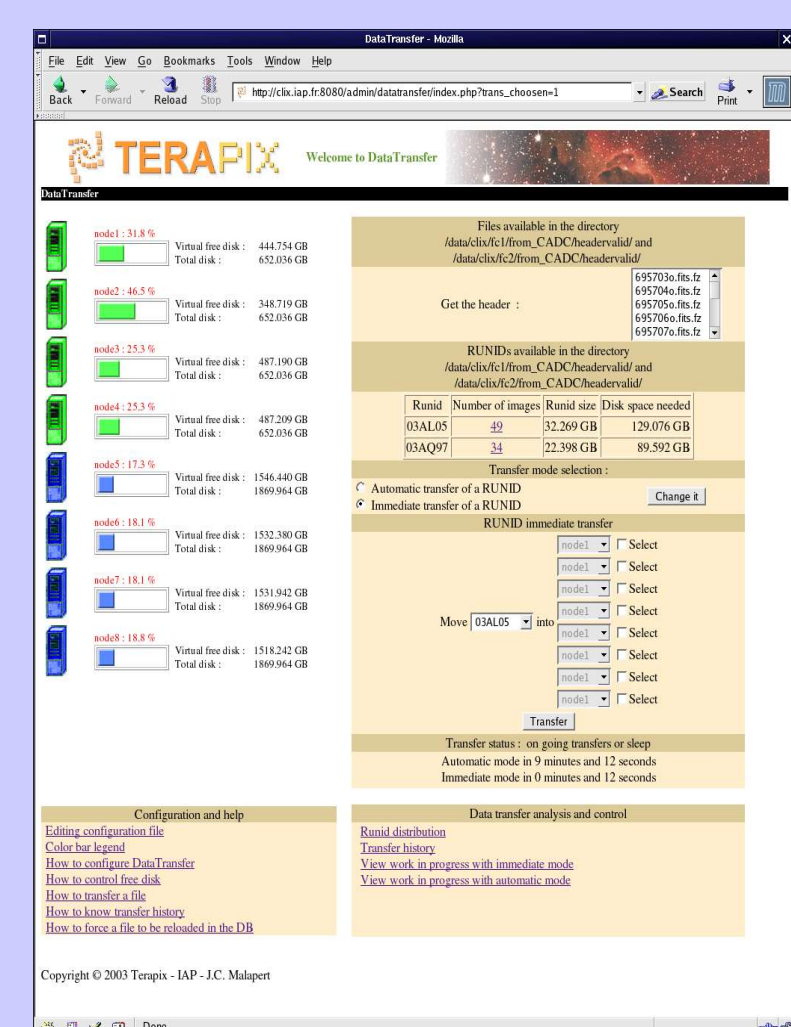 DataTransfer - Mozilla
File Edit View Go Bookmarks Tools Window Help
Back Forward Reload Stop http://clix.iap.fr:8080/admin/datatransfer/index.php?trans_choosen=1 Search Print
TERAPIX Welcome to DataTransfer
DataTransfer
node1 : 31.8 %
Virtual free disk : 444.754 GB
Total disk : 652.036 GB
node2 : 46.5 %
Virtual free disk : 348.719 GB
Total disk : 652.036 GB
node3 : 25.3 %
Virtual free disk : 487.190 GB
Total disk : 652.036 GB
node4 : 25.3 %
Virtual free disk : 487.209 GB
Total disk : 652.036 GB
node5 : 17.3 %
Virtual free disk : 1546.440 GB
Total disk : 1869.964 GB
node6 : 18.1 %
Virtual free disk : 1532.380 GB
Total disk : 1869.964 GB
node7 : 18.1 %
Virtual free disk : 1531.942 GB
Total disk : 1869.964 GB
node8 : 18.8 %
Virtual free disk : 1518.242 GB
Total disk : 1869.964 GB
Files available in the directory
/data/clix/fc1/from_CADC/headervalid/ and
/data/clix/fc2/from_CADC/headervalid/
Get the header :
695703o.fits.fz
695704o.fits.fz
695705o.fits.fz
695706o.fits.fz
695707o.fits.fz
RUNIDs available in the directory
/data/clix/fc1/from_CADC/headervalid/ and
/data/clix/fc2/from_CADC/headervalid/
Runid Number of images Runid size Disk space needed
03AL05 49 32.269 GB 129.076 GB
03AQ97 34 22.398 GB 89.592 GB
Transfer mode selection :
Automatic transfer of a RUNID
Immediate transfer of a RUNID
Change it
RUNID immediate transfer
Move 03AL05 into
node1 Select
node1 Select
node1 Select
node1 Select
node1 Select
node1 Select
node1 Select
node1 Select
Transfer
Transfer status : on going transfers or sleep
Automatic mode in 9 minutes and 12 seconds
Immediate mode in 0 minutes and 12 seconds
Configuration and help
Editing configuration file
Color bar legend
How to configure DataTransfer
How to control free disk
How to transfer a file
How to know transfer history
How to force a file to be reloaded in the DB
Data transfer analysis and control
Runid distribution
Transfer history
View work in progress with immediate mode
View work in progress with automatic mode
Copyright © 2003 Terapix - IAP - J.C. Malapert
Done